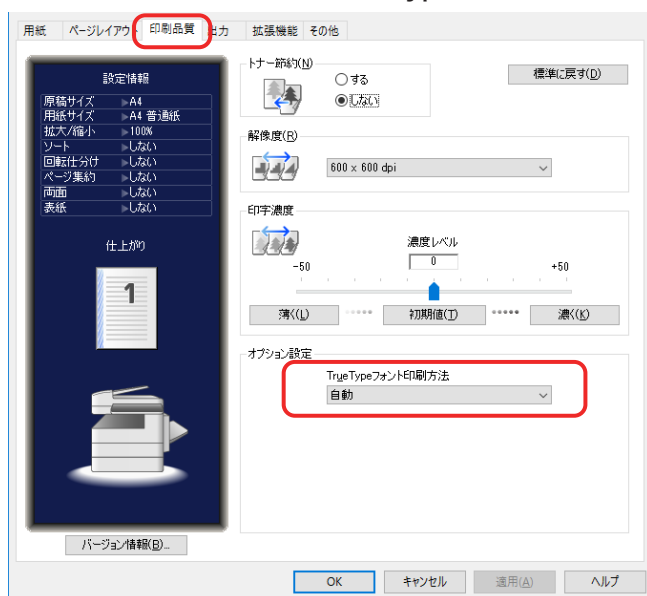 Type
用紙 ページレイアウト 印刷品質 出力 拡張機能 その他
設定情報
原稿サイズ ▶A4
用紙サイズ ▶A4 普通紙
拡大/縮小 ▶100%
ソート ▶しない
回転仕分け ▶しない
ページ集約 ▶しない
両面 ▶しない
表紙 ▶しない
仕上がり
1
バージョン情報(B)...
トナー節約(N)
する
しない
標準に戻す(D)
解像度(R)
600 x 600 dpi
印字濃度
濃度レベル
-50 0 +50
薄く(L) 初期値(T) 濃く(K)
オプション設定
TrueTypeフォント印刷方法
自動
OK キャンセル 適用(A) ヘルプ